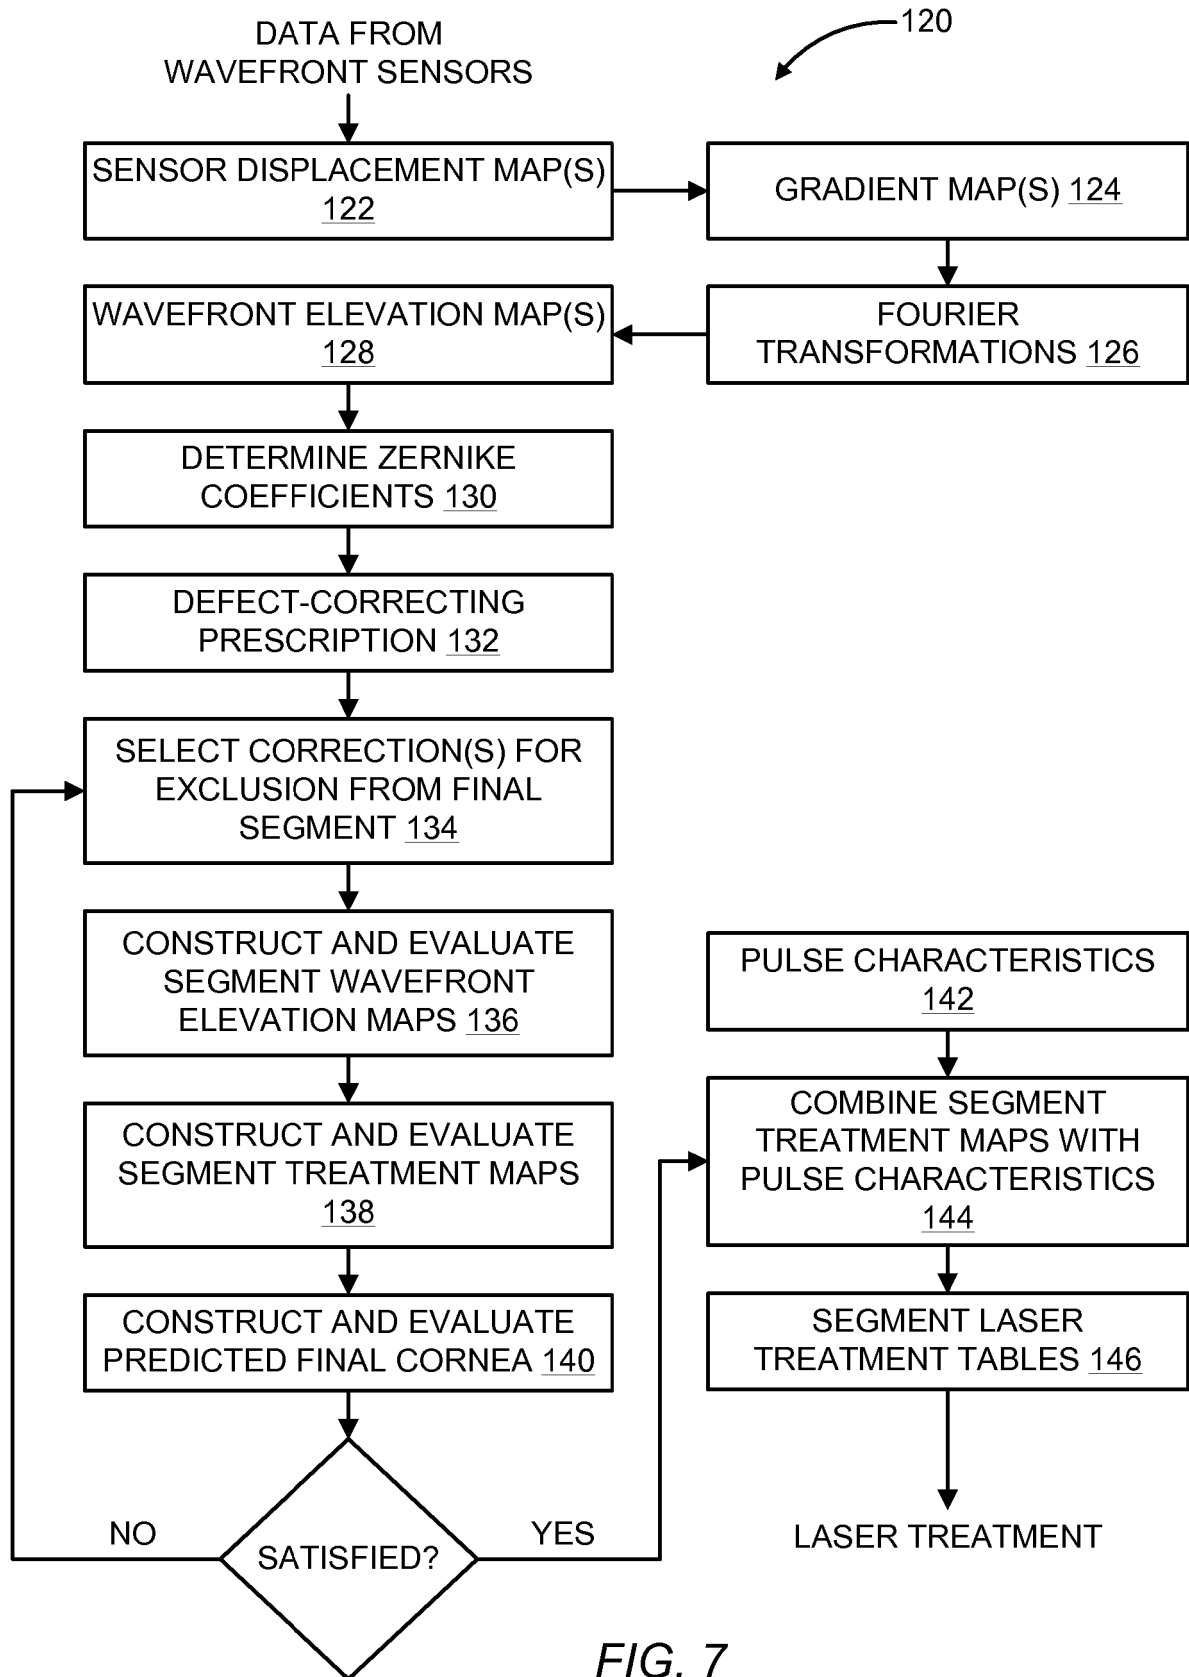 120
DATA FROM
WAVEFRONT SENSORS
SENSOR DISPLACEMENT MAP(S)
122
GRADIENT MAP(S) 124
WAVEFRONT ELEVATION MAP(S)
128
FOURIER
TRANSFORMATIONS 126
DETERMINE ZERNIKE
COEFFICIENTS 130
DEFECT-CORRECTING
PRESCRIPTION 132
SELECT CORRECTION(S) FOR
EXCLUSION FROM FINAL
SEGMENT 134
CONSTRUCT AND EVALUATE
SEGMENT WAVEFRONT
ELEVATION MAPS 136
CONSTRUCT AND EVALUATE
SEGMENT TREATMENT MAPS
138
CONSTRUCT AND EVALUATE
PREDICTED FINAL CORNEA 140
NO
SATISFIED?
YES
PULSE CHARACTERISTICS
142
COMBINE SEGMENT
TREATMENT MAPS WITH
PULSE CHARACTERISTICS
144
SEGMENT LASER
TREATMENT TABLES 146
LASER TREATMENT
FIG. 7